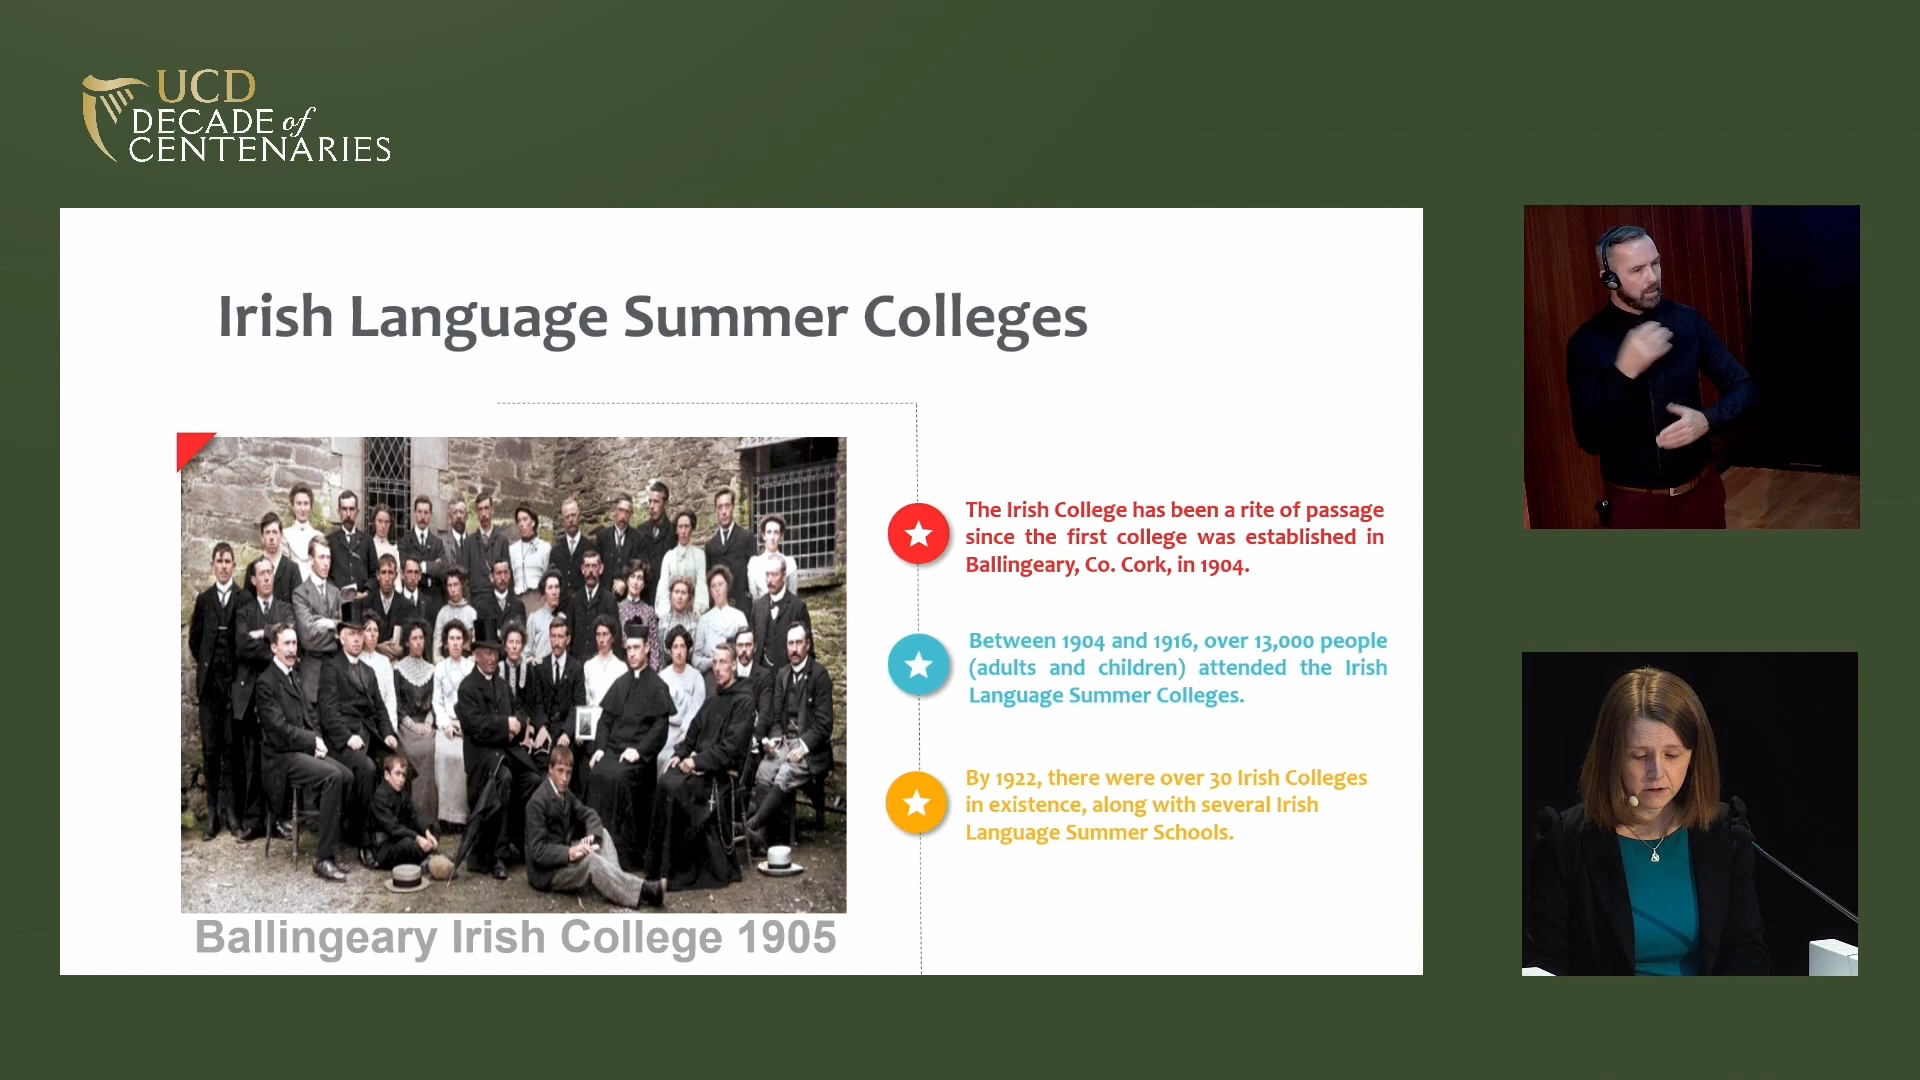 UCD
DECADE of
CENTENARIES
Irish Language Summer Colleges
The Irish College has been a rite of passage
since the first college was established in
Ballingeary, Co. Cork, in 1904.
Between 1904 and 1916, over 13,000 people
(adults and children) attended the Irish
Language Summer Colleges.
By 1922, there were over 30 Irish Colleges
in existence, along with several Irish
Language Summer Schools.
Ballingeary Irish College 1905